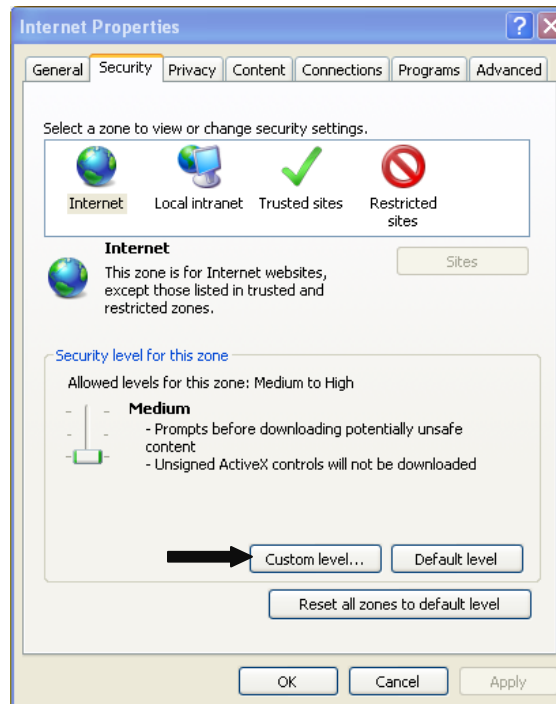 Internet Properties
General Security Privacy Content Connections Programs Advanced
Select a zone to view or change security settings.
Internet Local intranet Trusted sites Restricted
sites
Internet
Sites
This zone is for Internet websites,
except those listed in trusted and
restricted zones.
Security level for this zone
Allowed levels for this zone: Medium to High
Medium
- Prompts before downloading potentially unsafe
content
- Unsigned ActiveX controls will not be downloaded
Custom level... Default level
Reset all zones to default level
OK Cancel Apply